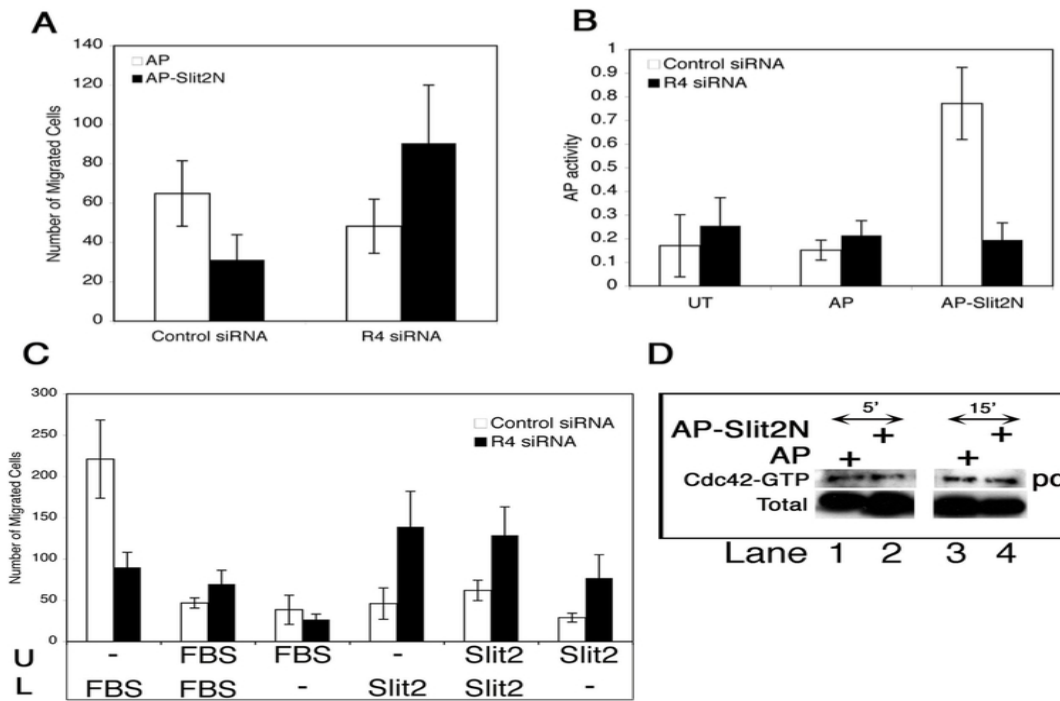 A
140
120
100
80
60
40
20
0
Number of Migrated Cells
AP
AP-Slit2N
Control siRNA R4 siRNA
B
1
0.9
0.8
0.7
0.6
0.5
0.4
0.3
0.2
0.1
0
AP activity
Control siRNA
R4 siRNA
UT AP AP-Slit2N
C
300
250
200
150
100
50
0
Number of Migrated Cells
Control siRNA
R4 siRNA
U - FBS FBS - Slit2 Slit2
L FBS FBS - Slit2 Slit2 -
D
5' 15'
AP-Slit2N + +
AP + +
Cdc42-GTP
Total
Lane 1 2 3 4